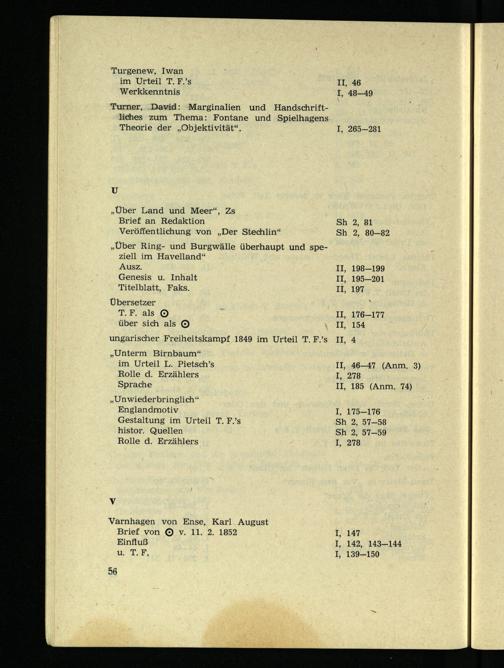 Turgenew, Iwan
im Urteil T. F.'s II, 46
Werkkenntnis I, 48—49
Turner, David: Marginalien und Handschrift-
liches zum Thema: Fontane und Spielhagens
Theorie der „Objektivität“. I, 265—281
U
„Über Land und Meer“, Zs
Brief an Redaktion Sh 2, 81
Veröffentlichung von „Der Stechlin“ Sh 2, 80—82
„Über Ring- und Burgwälle überhaupt und spe-
ziell im Havelland“
Ausz. II, 198—199
Genesis u. Inhalt II, 195—201
Titelblatt, Faks. II, 197
Übersetzer
T. F. als ⊙ II, 176—177
über sich als ⊙ II, 154
ungarischer Freiheitskampf 1849 im Urteil T. F.'s II, 4
„Unterm Birnbaum“
im Urteil L. Pietsch's II, 46—47 (Anm. 3)
Rolle d. Erzählers I, 278
Sprache II, 185 (Anm. 74)
„Unwiederbringlich“
Englandmotiv I, 175—176
Gestaltung im Urteil T. F.'s Sh 2, 57—58
histor. Quellen Sh 2, 57—59
Rolle d. Erzählers I, 278
V
Varnhagen von Ense, Karl August
Brief von ⊙ v. 11. 2. 1852 I, 147
Einfluß I, 142, 143—144
u. T. F. I, 139—150
56